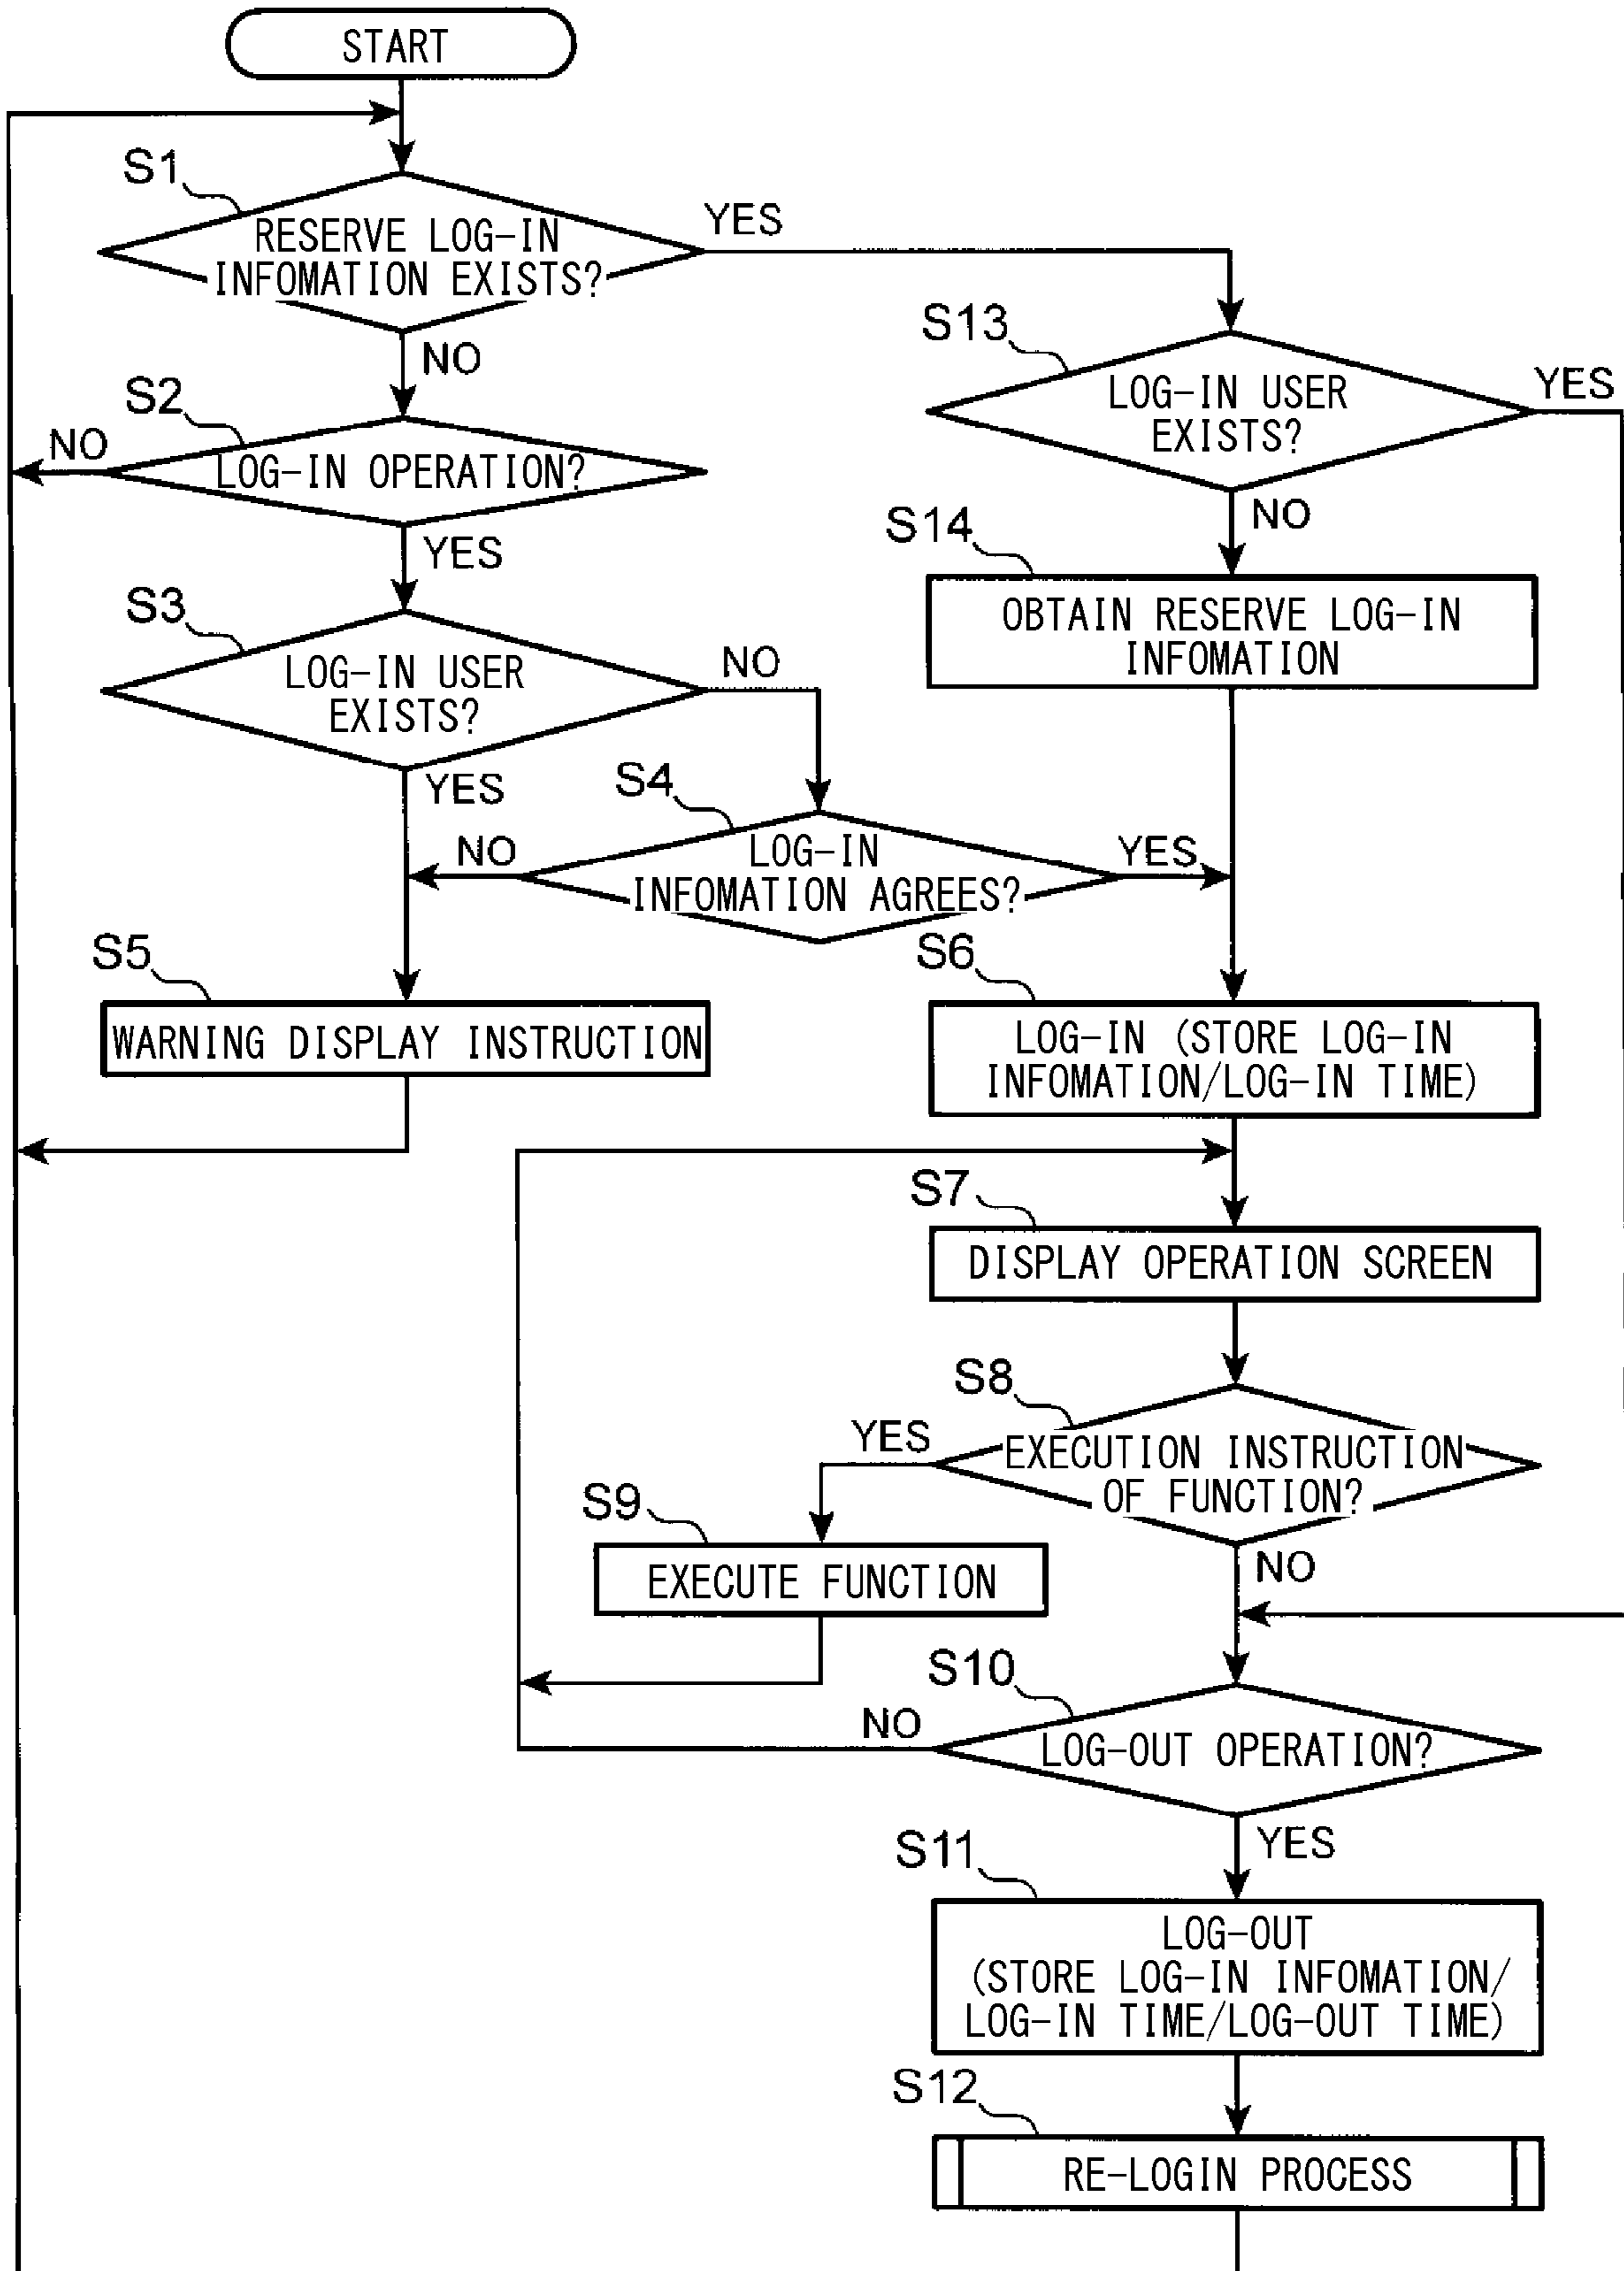 START
S1
RESERVE LOG-IN
INFOMATION EXISTS?
YES
NO
S2
LOG-IN OPERATION?
NO
YES
S3
LOG-IN USER
EXISTS?
NO
YES
S4
LOG-IN
INFOMATION AGREES?
NO
YES
S5
WARNING DISPLAY INSTRUCTION
S13
LOG-IN USER
EXISTS?
YES
NO
S14
OBTAIN RESERVE LOG-IN
INFOMATION
S6
LOG-IN (STORE LOG-IN
INFOMATION/LOG-IN TIME)
S7
DISPLAY OPERATION SCREEN
S8
EXECUTION INSTRUCTION
OF FUNCTION?
YES
NO
S9
EXECUTE FUNCTION
S10
LOG-OUT OPERATION?
NO
YES
S11
LOG-OUT
(STORE LOG-IN INFOMATION/
LOG-IN TIME/LOG-OUT TIME)
S12
RE-LOGIN PROCESS